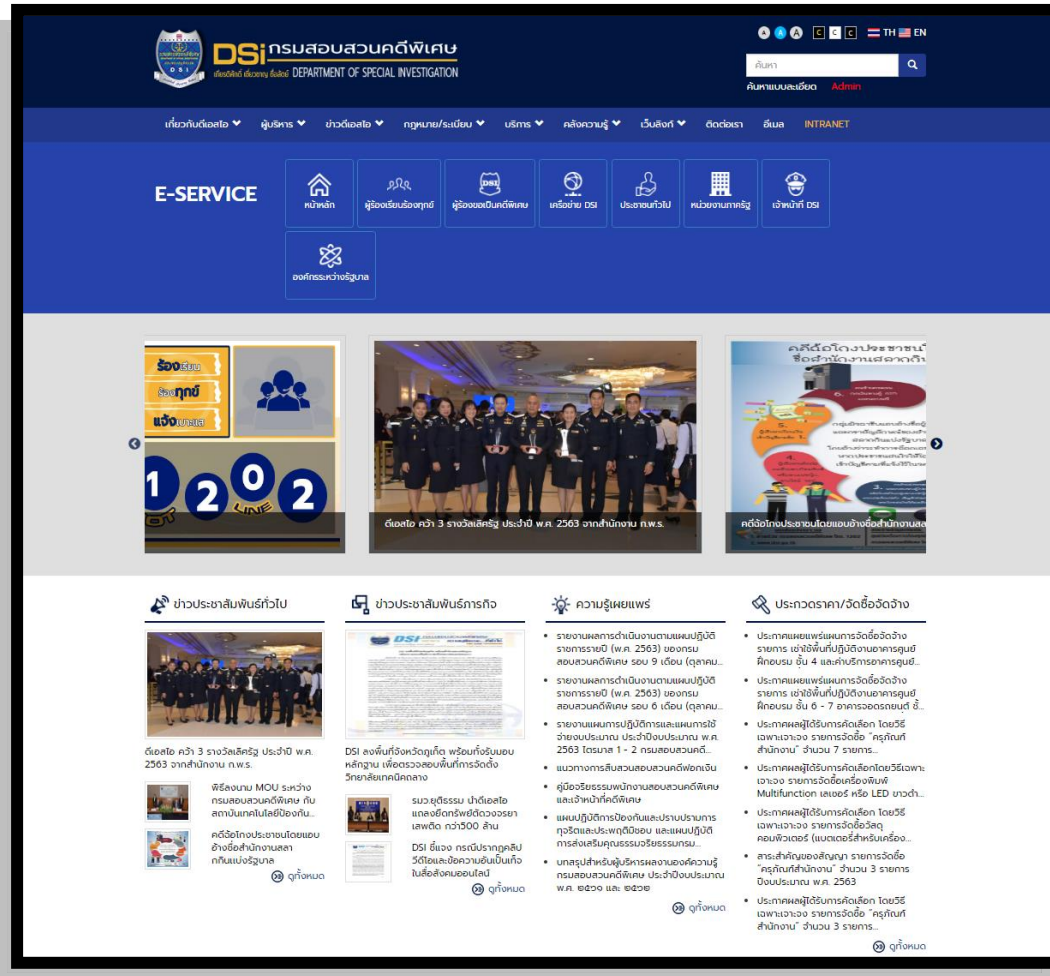 DSI กรมสอบสวนคดีพิเศษ
เกียรติศักดิ์ เชี่ยวชาญ ซื่อสัตย์ DEPARTMENT OF SPECIAL INVESTIGATION
A A A C C C TH EN
ค้นหา
ค้นหาแบบละเอียด Admin
เกี่ยวกับดีเอสไอ ผู้บริหาร ข่าวดีเอสไอ กฎหมาย/ระเบียบ บริการ คลังความรู้ เว็บลิงก์ ติดต่อเรา อีเมล INTRANET
E-SERVICE
หน้าหลัก ผู้ร้องเรียนร้องทุกข์ ผู้ร้องขอเป็นคดีพิเศษ เครือข่าย DSI ประชาชนทั่วไป หน่วยงานภาครัฐ เจ้าหน้าที่ DSI
องค์กรระหว่างรัฐบาล
ร้องเรียน
ร้องทุกข์
แจ้งเบาะแส
1 2 0 2
LINE
ดีเอสไอ คว้า 3 รางวัลเลิศรัฐ ประจำปี พ.ศ. 2563 จากสำนักงาน ก.พ.ร.
คดีฉ้อโกงประชาชนโดยแอบอ้างชื่อสำนักงานสล
ข่าวประชาสัมพันธ์ทั่วไป
ดีเอสไอ คว้า 3 รางวัลเลิศรัฐ ประจำปี พ.ศ.
2563 จากสำนักงาน ก.พ.ร.
พิธีลงนาม MOU ระหว่าง
กรมสอบสวนคดีพิเศษ กับ
สถาบันเทคโนโลยีป้องกัน...
คดีฉ้อโกงประชาชนโดยแอบ
อ้างชื่อสำนักงานสลา
กกินแบ่งรัฐบาล
ดูทั้งหมด
ข่าวประชาสัมพันธ์ภารกิจ
DSI
DSI ลงพื้นที่จังหวัดภูเก็ต พร้อมทั้งรับมอบ
หลักฐาน เพื่อตรวจสอบพื้นที่การจัดตั้ง
วิทยาลัยเทคนิคถลาง
รมว.ยุติธรรม นำดีเอสไอ
แถลงยึดทรัพย์ตัดวงจรยา
เสพติด กว่า500 ล้าน
DSI ชี้แจง กรณีปรากฏคลิป
วีดีโอและข้อความอันเป็นเท็จ
ในสื่อสังคมออนไลน์
ดูทั้งหมด
ความรู้เผยแพร่
รายงานผลการดำเนินงานตามแผนปฏิบัติ
ราชการรายปี (พ.ศ. 2563) ของกรม
สอบสวนคดีพิเศษ รอบ 9 เดือน (ตุลาคม...
รายงานผลการดำเนินงานตามแผนปฏิบัติ
ราชการรายปี (พ.ศ. 2563) ของกรม
สอบสวนคดีพิเศษ รอบ 6 เดือน (ตุลาคม...
รายงานแผนการปฏิบัติการและแผนการใช้
จ่ายงบประมาณ ประจำปีงบประมาณ พ.ศ.
2563 ไตรมาส 1 - 2 กรมสอบสวนคดี...
แนวทางการสืบสวนสอบสวนคดีฟอกเงิน
คู่มือจริยธรรมพนักงานสอบสวนคดีพิเศษ
และเจ้าหน้าที่คดีพิเศษ
แผนปฏิบัติการป้องกันและปราบปรามการ
ทุจริตและประพฤติมิชอบ และแผนปฏิบัติ
การส่งเสริมคุณธรรมจริยธรรมกรม...
บทสรุปสำหรับผู้บริหารผลงานองค์ความรู้
กรมสอบสวนคดีพิเศษ ประจำปีงบประมาณ
พ.ศ. ๒๕๖๑ และ ๒๕๖๒
ดูทั้งหมด
ประกวดราคา/จัดซื้อจัดจ้าง
ประกาศเผยแพร่แผนการจัดซื้อจัดจ้าง
รายการ เช่าใช้พื้นที่ปฏิบัติงานอาคารศูนย์
ฝึกอบรม ชั้น 4 และค่าบริการอาคารศูนย์...
ประกาศเผยแพร่แผนการจัดซื้อจัดจ้าง
รายการ เช่าใช้พื้นที่ปฏิบัติงานอาคารศูนย์
ฝึกอบรม ชั้น 6 - 7 อาคารจอดรถยนต์ ชั้...
ประกาศผลผู้ได้รับการคัดเลือก โดยวิธี
เฉพาะเจาะจง รายการจัดซื้อ "ครุภัณฑ์
สำนักงาน" จำนวน 7 รายการ...
ประกาศผลผู้ได้รับการคัดเลือกโดยวิธีเฉพาะ
เจาะจง รายการจัดซื้อเครื่องพิมพ์
Multifunction เลเซอร์ หรือ LED ขาวดำ...
ประกาศผลผู้ได้รับการคัดเลือก โดยวิธี
เฉพาะเจาะจง รายการจัดซื้อวัสดุ
คอมพิวเตอร์ (แบตเตอรี่สำหรับเครื่อง...
สาระสำคัญของสัญญา รายการจัดซื้อ
"ครุภัณฑ์สำนักงาน" จำนวน 3 รายการ
ปีงบประมาณ พ.ศ. 2563
ประกาศผลผู้ได้รับการคัดเลือก โดยวิธี
เฉพาะเจาะจง รายการจัดซื้อ "ครุภัณฑ์
สำนักงาน" จำนวน 3 รายการ...
ดูทั้งหมด